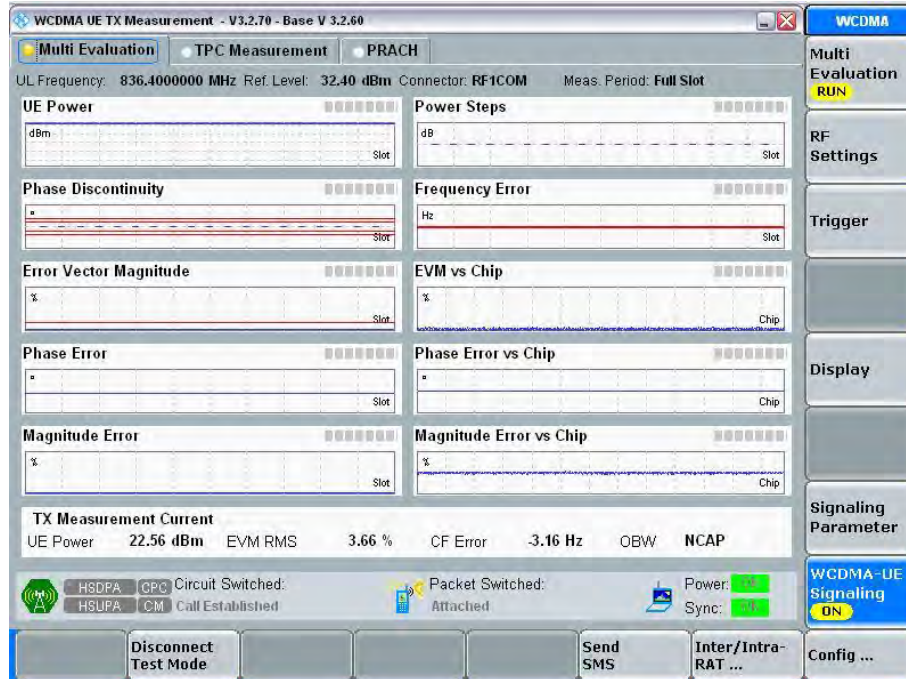 WCDMA UE TX Measurement - V3.2.70 - Base V 3.2.60
WCDMA
Multi Evaluation
TPC Measurement
PRACH
UL Frequency: 836.4000000 MHz Ref. Level: 32.40 dBm Connector: RF1COM Meas. Period: Full Slot
Multi Evaluation
RUN
UE Power
dBm
Slot
Power Steps
dB
Slot
RF Settings
Phase Discontinuity
°
Slot
Frequency Error
Hz
Slot
Trigger
Error Vector Magnitude
%
Slot
EVM vs Chip
%
Chip
Phase Error
°
Slot
Phase Error vs Chip
°
Chip
Display
Magnitude Error
%
Slot
Magnitude Error vs Chip
%
Chip
Signaling Parameter
TX Measurement Current
UE Power 22.56 dBm EVM RMS 3.66 % CF Error -3.16 Hz OBW NCAP
HSDPA CPC Circuit Switched:
HSUPA CM Call Established
Packet Switched:
Attached
Power:
Sync:
WCDMA-UE Signaling
ON
Disconnect Test Mode
Send SMS
Inter/Intra-RAT ...
Config ...